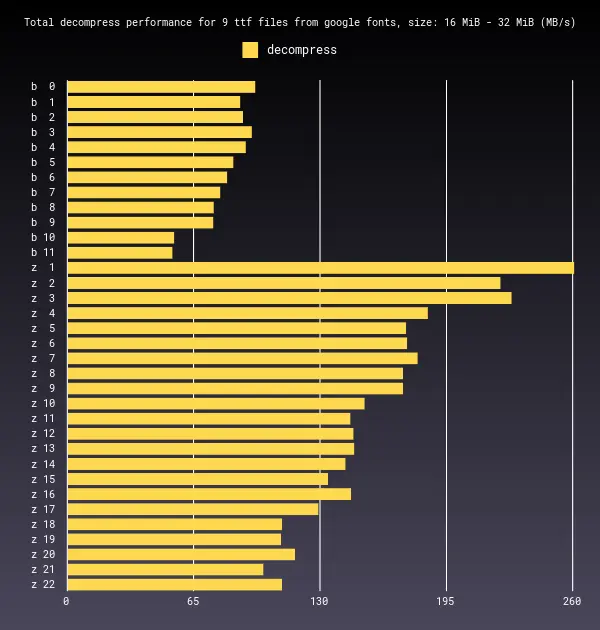 Total decompress performance for 9 ttf files from google fonts, size: 16 MiB - 32 MiB (MB/s)
decompress
b 0
b 1
b 2
b 3
b 4
b 5
b 6
b 7
b 8
b 9
b 10
b 11
z 1
z 2
z 3
z 4
z 5
z 6
z 7
z 8
z 9
z 10
z 11
z 12
z 13
z 14
z 15
z 16
z 17
z 18
z 19
z 20
z 21
z 22
0 65 130 195 260